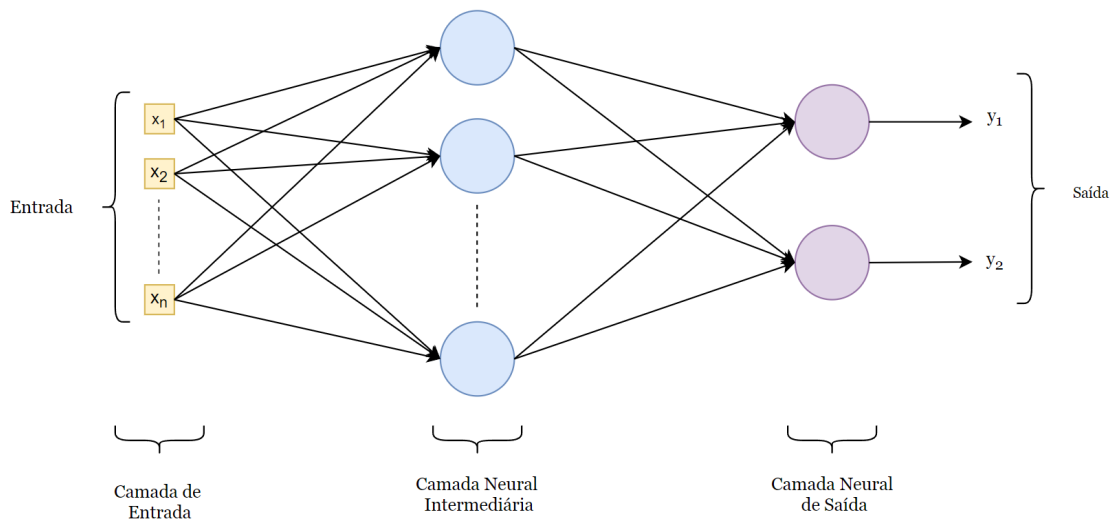 Entrada
x1
x2
xn
y1
y2
Saída
Camada de
Entrada
Camada Neural
Intermediária
Camada Neural
de Saída